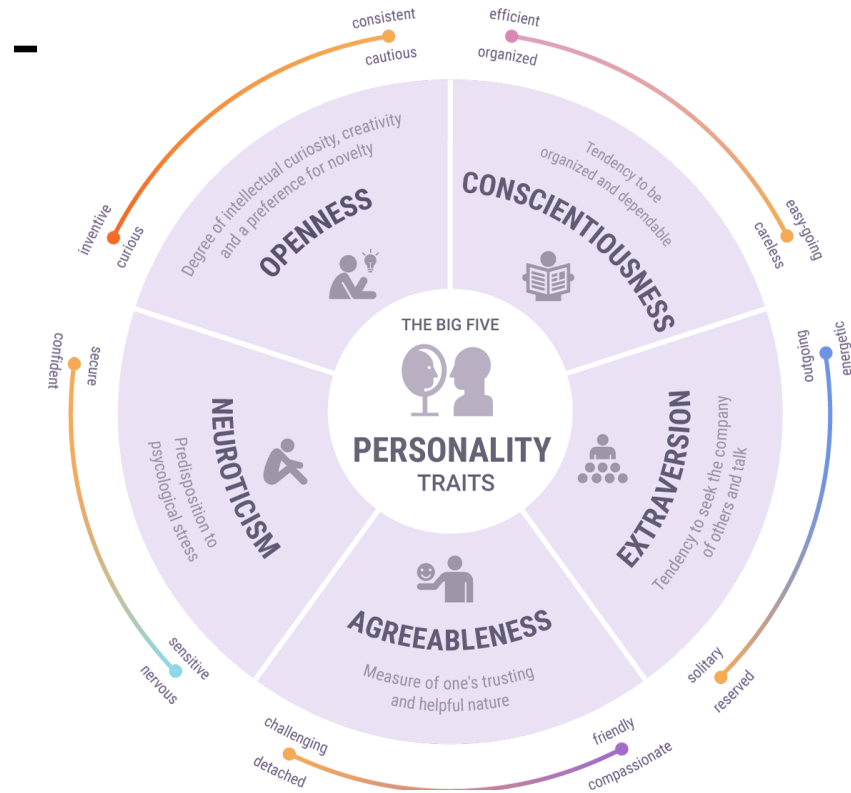 THE BIG FIVE
PERSONALITY
TRAITS
consistent
cautious
inventive
curious
Degree of intellectual curiosity, creativity
and a preference for novelty
OPENNESS
efficient
organized
easy-going
careless
Tendency to be
organized and dependable
CONSCIENTIOUSNESS
energetic
outgoing
solitary
reserved
EXTRAVERSION
Tendency to seek the company
of others and talk
friendly
compassionate
challenging
detached
AGREEABLENESS
Measure of one's trusting
and helpful nature
sensitive
nervous
secure
confident
NEUROTICISM
Predisposition to
psycological stress